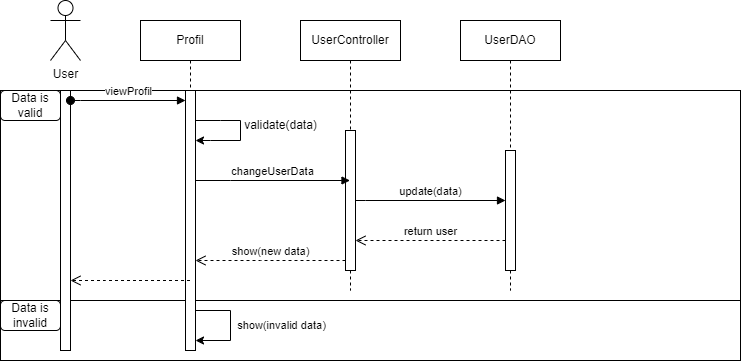 Profil
UserController
UserDAO
User
Data is
valid
viewProfil
validate(data)
changeUserData
update(data)
return user
show(new data)
Data is
invalid
show(invalid data)